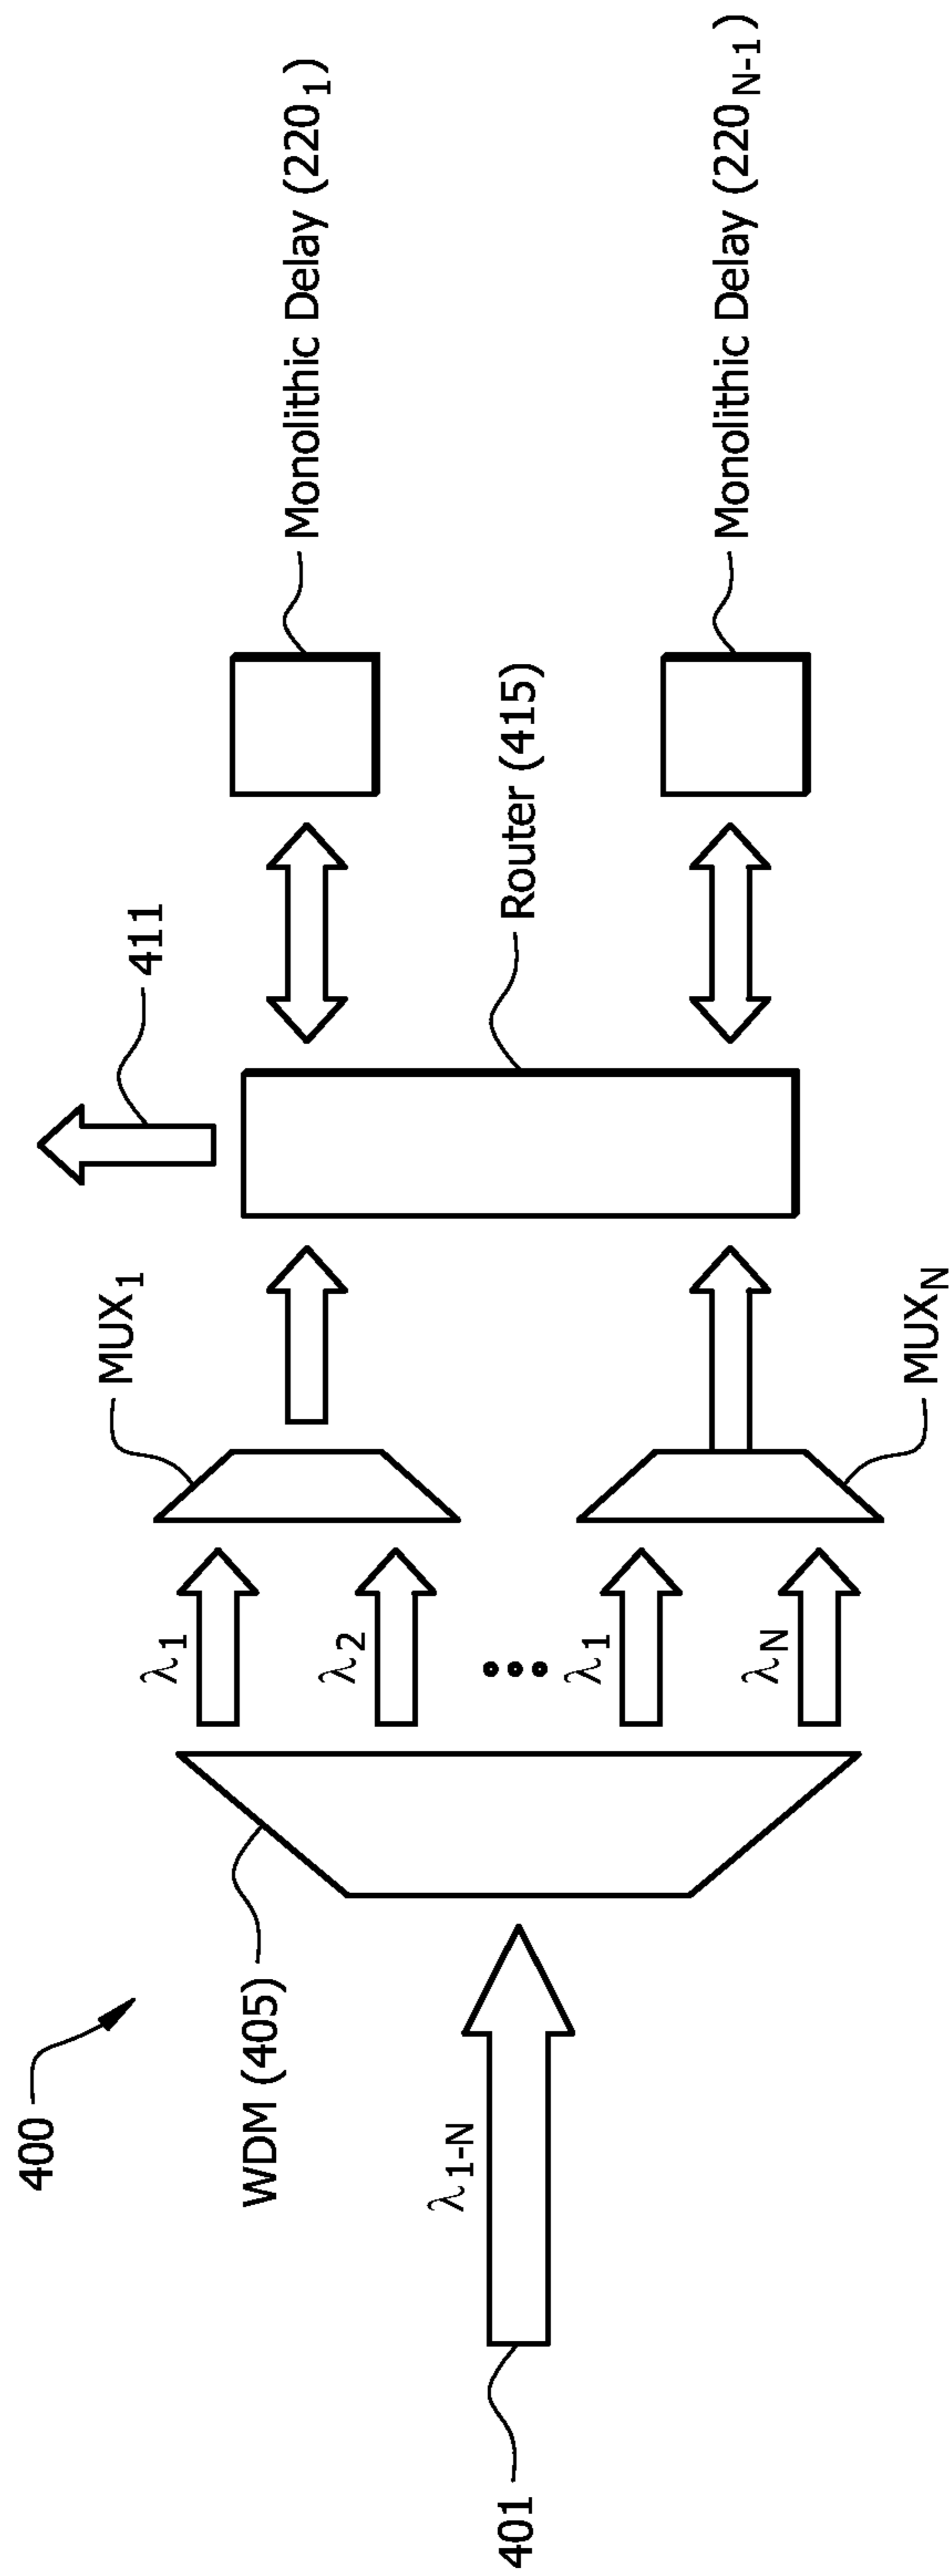 400
401
λ1-N
WDM (405)
λ1
λ2
λ1
λN
MUX1
MUXN
411
Router (415)
Monolithic Delay (2201)
Monolithic Delay (220N-1)